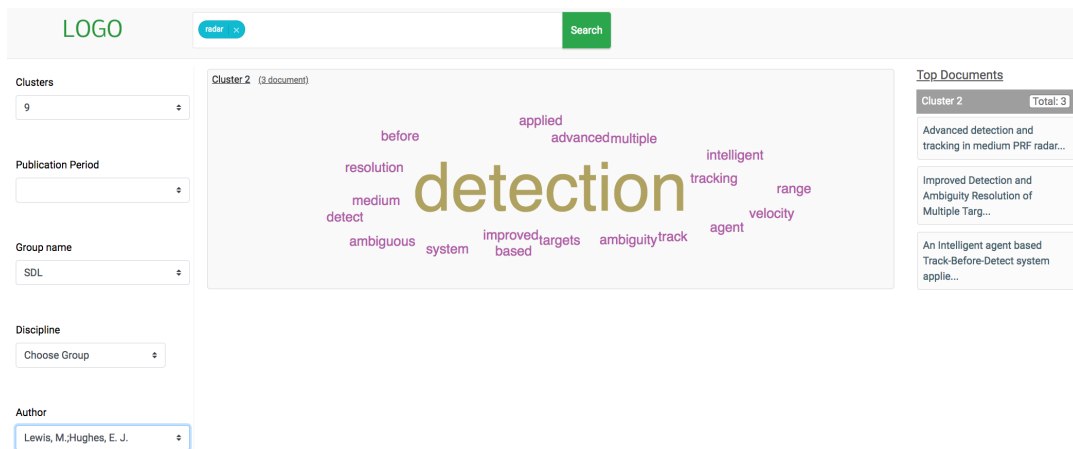 LOGO
radar ×
Search
Clusters
9
Publication Period
Group name
SDL
Discipline
Choose Group
Author
Lewis, M.;Hughes, E. J.
Cluster 2 (3 document)
applied
before advanced multiple
intelligent
resolution detection tracking
range
medium
detect velocity
agent
ambiguous system improved targets ambiguity track
based
Top Documents
Cluster 2 Total: 3
Advanced detection and
tracking in medium PRF radar...
Improved Detection and
Ambiguity Resolution of
Multiple Targ...
An Intelligent agent based
Track-Before-Detect system
applie...